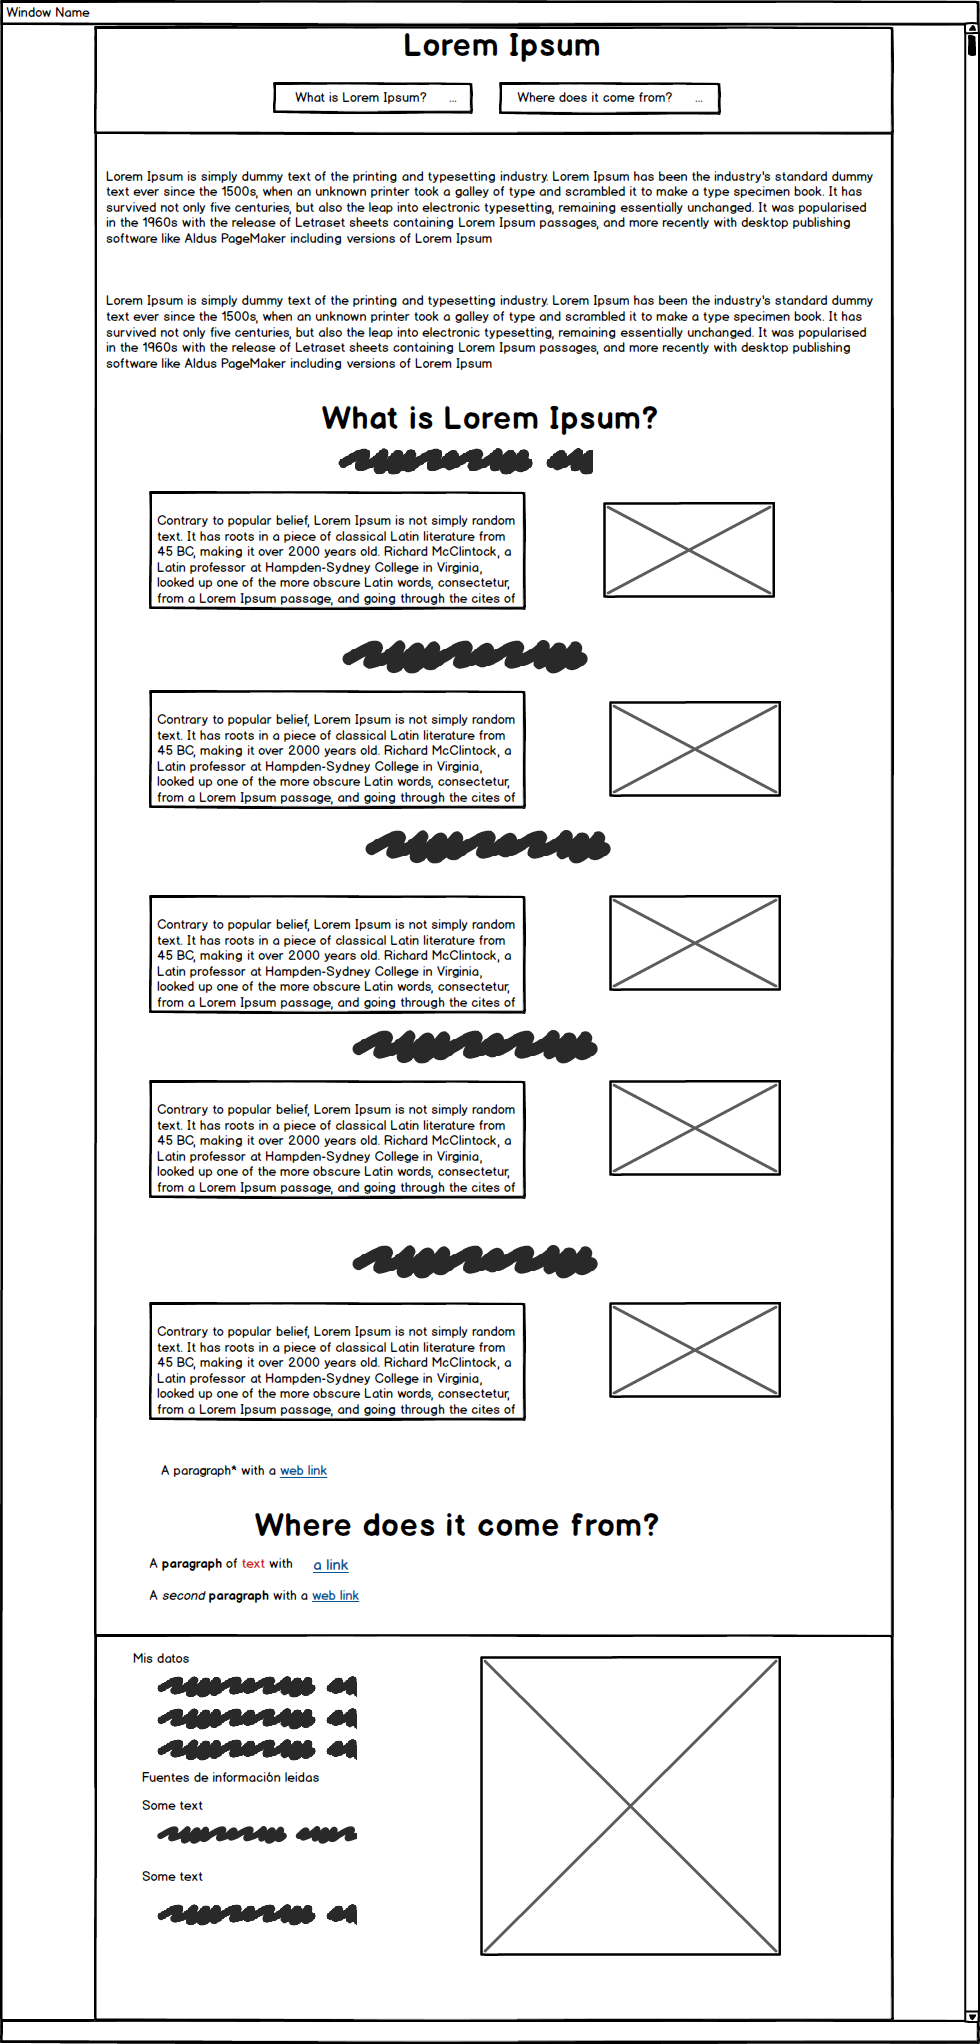 Window Name
Lorem Ipsum
What is Lorem Ipsum? ...
Where does it come from? ...
Lorem Ipsum is simply dummy text of the printing and typesetting industry. Lorem Ipsum has been the industry's standard dummy
text ever since the 1500s, when an unknown printer took a galley of type and scrambled it to make a type specimen book. It has
survived not only five centuries, but also the leap into electronic typesetting, remaining essentially unchanged. It was popularised
in the 1960s with the release of Letraset sheets containing Lorem Ipsum passages, and more recently with desktop publishing
software like Aldus PageMaker including versions of Lorem Ipsum
Lorem Ipsum is simply dummy text of the printing and typesetting industry. Lorem Ipsum has been the industry's standard dummy
text ever since the 1500s, when an unknown printer took a galley of type and scrambled it to make a type specimen book. It has
survived not only five centuries, but also the leap into electronic typesetting, remaining essentially unchanged. It was popularised
in the 1960s with the release of Letraset sheets containing Lorem Ipsum passages, and more recently with desktop publishing
software like Aldus PageMaker including versions of Lorem Ipsum
What is Lorem Ipsum?
Contrary to popular belief, Lorem Ipsum is not simply random
text. It has roots in a piece of classical Latin literature from
45 BC, making it over 2000 years old. Richard McClintock, a
Latin professor at Hampden-Sydney College in Virginia,
looked up one of the more obscure Latin words, consectetur,
from a Lorem Ipsum passage, and going through the cites of
Contrary to popular belief, Lorem Ipsum is not simply random
text. It has roots in a piece of classical Latin literature from
45 BC, making it over 2000 years old. Richard McClintock, a
Latin professor at Hampden-Sydney College in Virginia,
looked up one of the more obscure Latin words, consectetur,
from a Lorem Ipsum passage, and going through the cites of
Contrary to popular belief, Lorem Ipsum is not simply random
text. It has roots in a piece of classical Latin literature from
45 BC, making it over 2000 years old. Richard McClintock, a
Latin professor at Hampden-Sydney College in Virginia,
looked up one of the more obscure Latin words, consectetur,
from a Lorem Ipsum passage, and going through the cites of
Contrary to popular belief, Lorem Ipsum is not simply random
text. It has roots in a piece of classical Latin literature from
45 BC, making it over 2000 years old. Richard McClintock, a
Latin professor at Hampden-Sydney College in Virginia,
looked up one of the more obscure Latin words, consectetur,
from a Lorem Ipsum passage, and going through the cites of
Contrary to popular belief, Lorem Ipsum is not simply random
text. It has roots in a piece of classical Latin literature from
45 BC, making it over 2000 years old. Richard McClintock, a
Latin professor at Hampden-Sydney College in Virginia,
looked up one of the more obscure Latin words, consectetur,
from a Lorem Ipsum passage, and going through the cites of
A paragraph* with a web link
Where does it come from?
A paragraph of text with a link
A second paragraph with a web link
Mis datos
Fuentes de información leidas
Some text
Some text